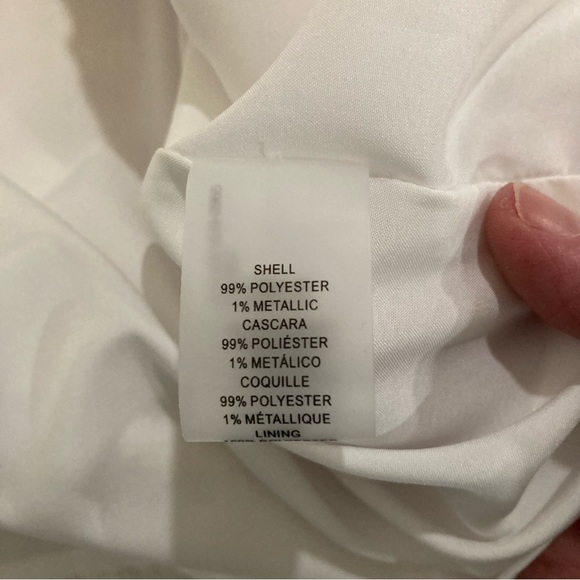 SHELL
99% POLYESTER
1% METALLIC
CASCARA
99% POLIÉSTER
1% METÁLICO
COQUILLE
99% POLYESTER
1% MÉTALLIQUE
LINING